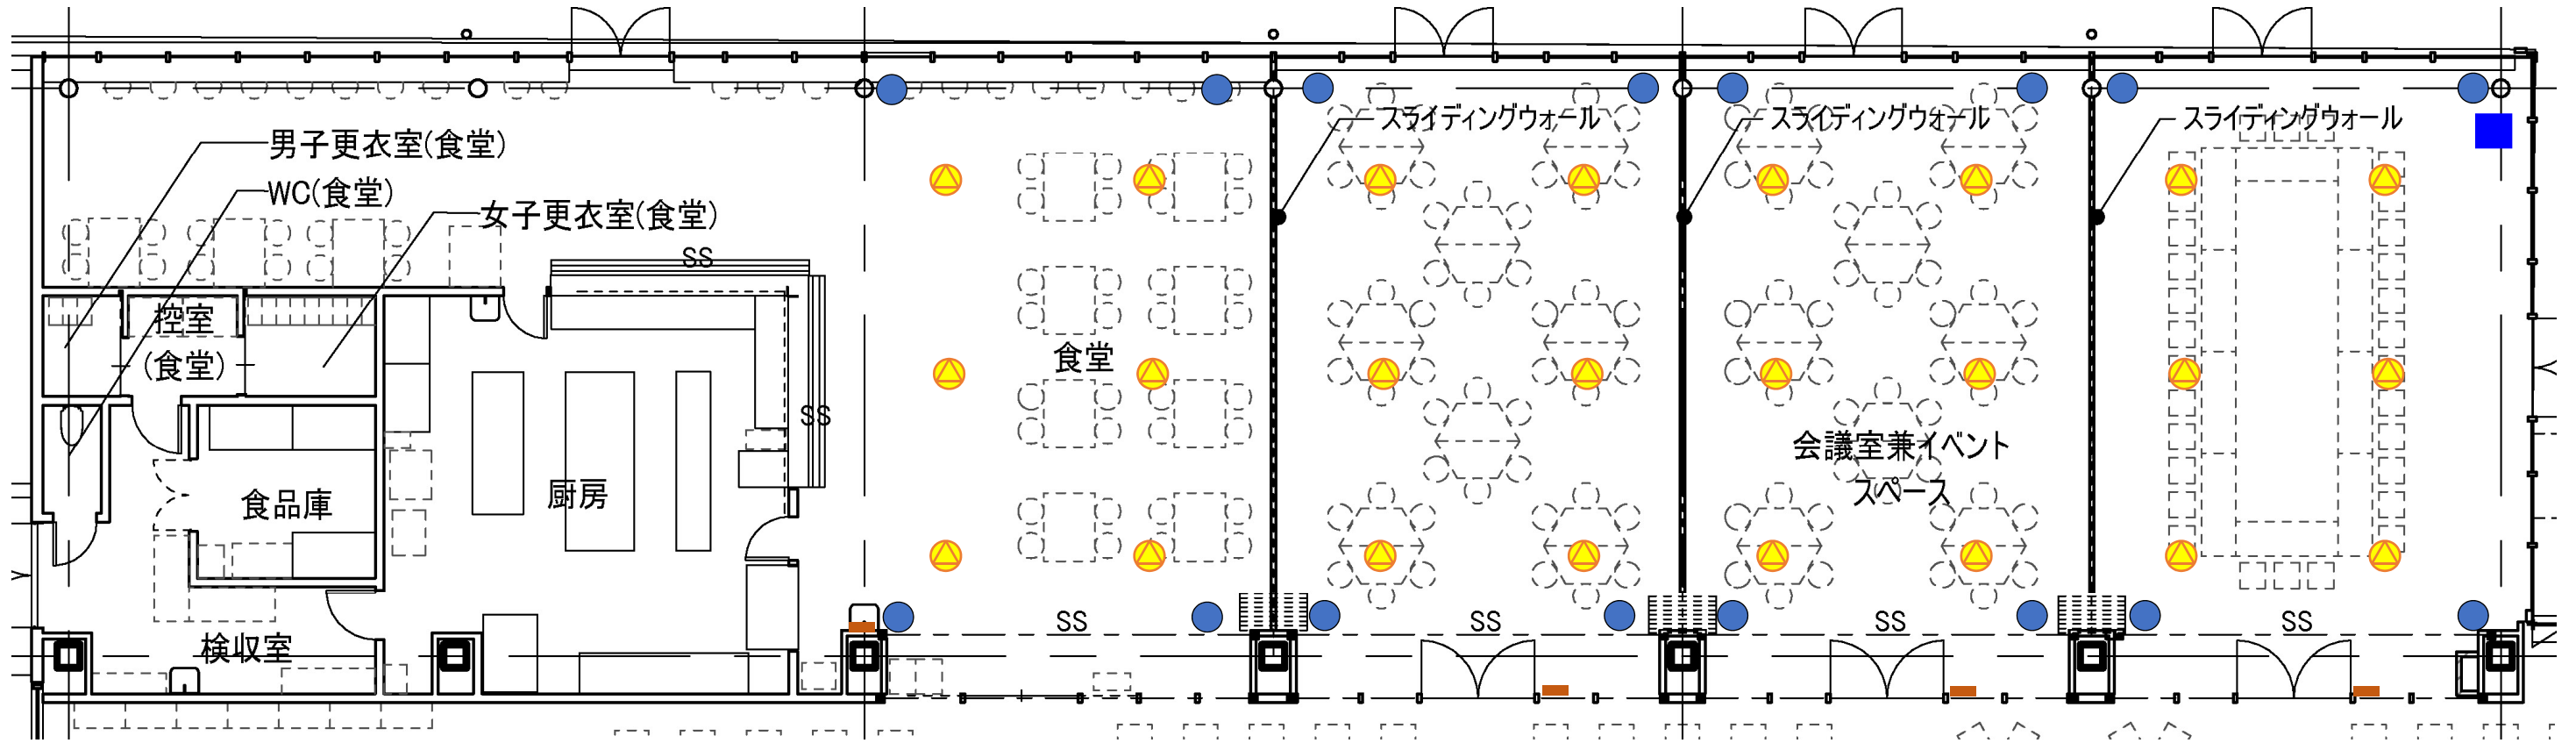 スライディングウォール
スライディングウォール
スライディングウォール
男子更衣室(食堂)
WC(食堂)
女子更衣室(食堂)
SS
控室
(食堂)
食堂
SS
会議室兼イベント
スペース
食品庫
厨房
検収室
SS
SS
SS
SS